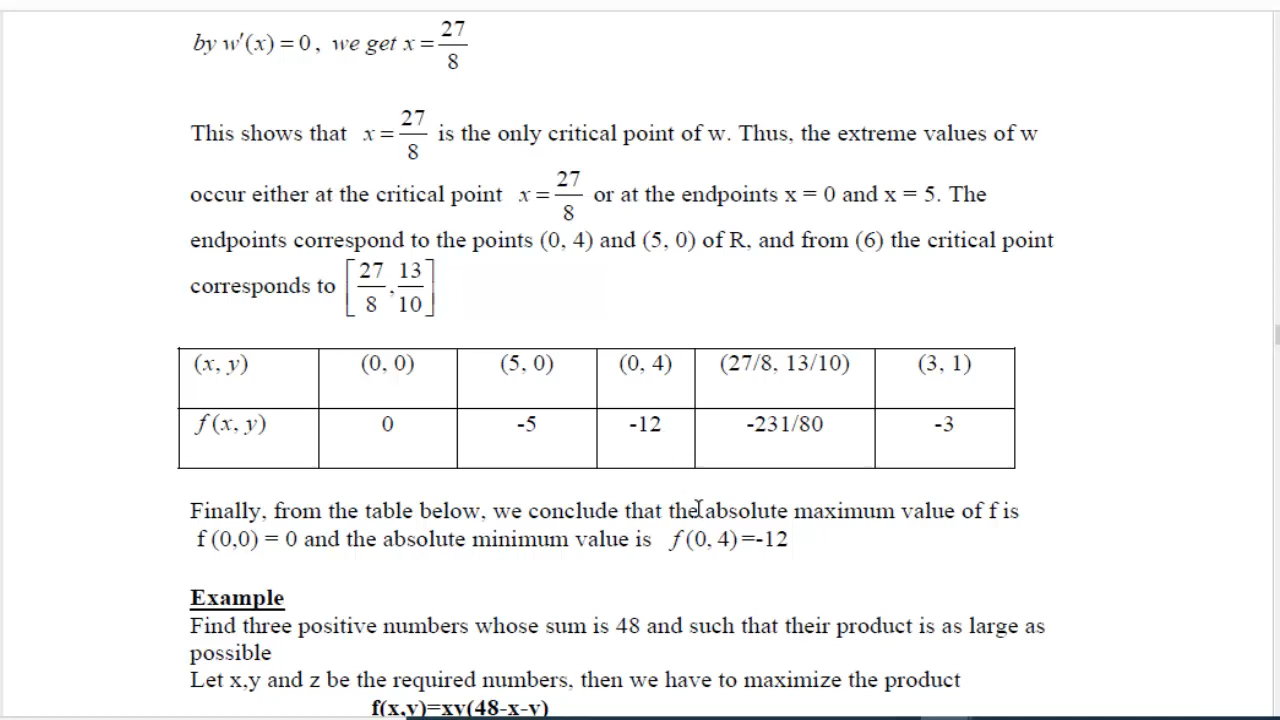 by w′(x) = 0, we get x = 27/8
This shows that x = 27/8 is the only critical point of w. Thus, the extreme values of w
occur either at the critical point x = 27/8 or at the endpoints x = 0 and x = 5. The
endpoints correspond to the points (0, 4) and (5, 0) of R, and from (6) the critical point
corresponds to [27/8, 13/10]
(x, y) (0, 0) (5, 0) (0, 4) (27/8, 13/10) (3, 1)
f(x, y) 0 -5 -12 -231/80 -3
Finally, from the table below, we conclude that the absolute maximum value of f is
f (0,0) = 0 and the absolute minimum value is f(0, 4)=-12
Example
Find three positive numbers whose sum is 48 and such that their product is as large as
possible
Let x,y and z be the required numbers, then we have to maximize the product
f(x,y)=xy(48-x-y)